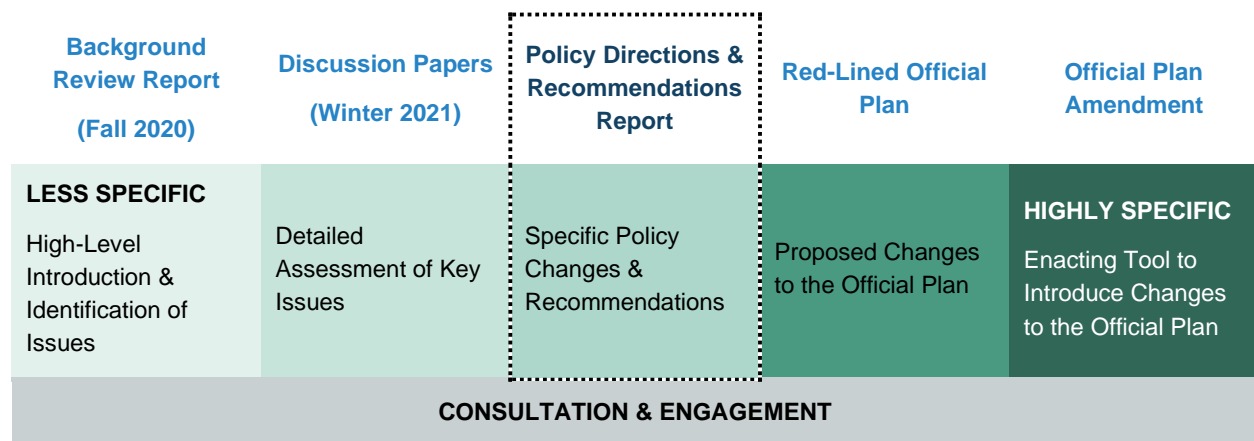 Background
Review Report
(Fall 2020)
Discussion Papers
(Winter 2021)
Policy Directions &
Recommendations
Report
Red-Lined Official
Plan
Official Plan
Amendment
LESS SPECIFIC
High-Level
Introduction &
Identification of
Issues
Detailed
Assessment of Key
Issues
Specific Policy
Changes &
Recommendations
Proposed Changes
to the Official Plan
HIGHLY SPECIFIC
Enacting Tool to
Introduce Changes
to the Official Plan
CONSULTATION & ENGAGEMENT